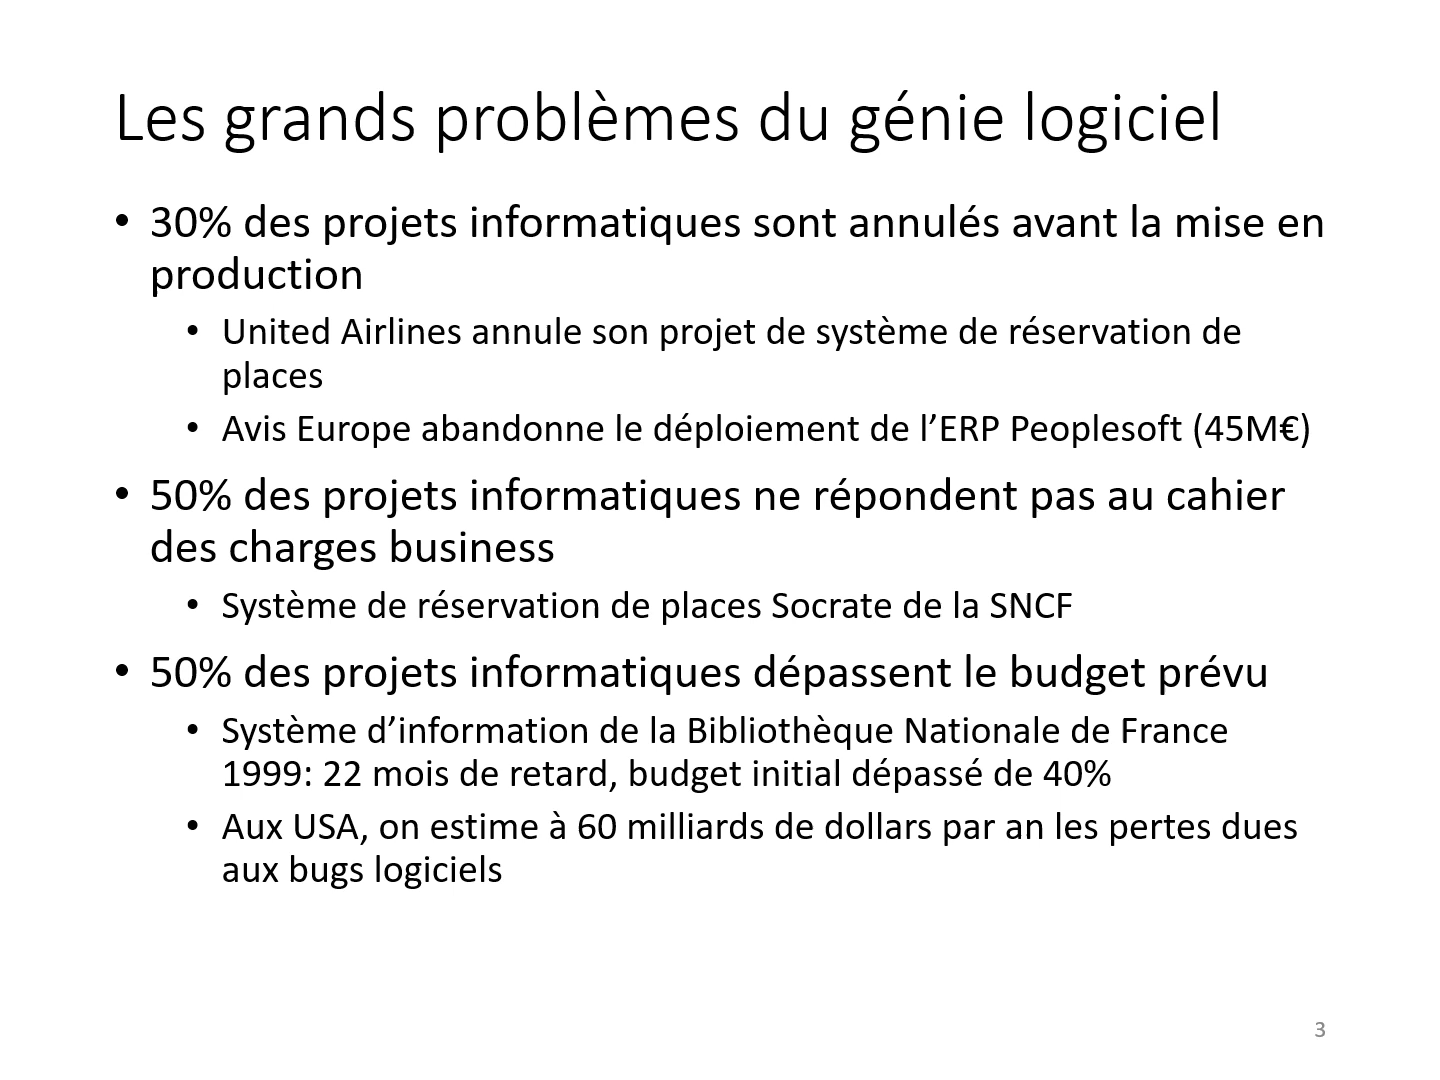 Les grands problèmes du génie logiciel
• 30% des projets informatiques sont annulés avant la mise en
production
• United Airlines annule son projet de système de réservation de
places
• Avis Europe abandonne le déploiement de l’ERP Peoplesoft (45M€)
• 50% des projets informatiques ne répondent pas au cahier
des charges business
• Système de réservation de places Socrate de la SNCF
• 50% des projets informatiques dépassent le budget prévu
• Système d’information de la Bibliothèque Nationale de France
1999: 22 mois de retard, budget initial dépassé de 40%
• Aux USA, on estime à 60 milliards de dollars par an les pertes dues
aux bugs logiciels
3